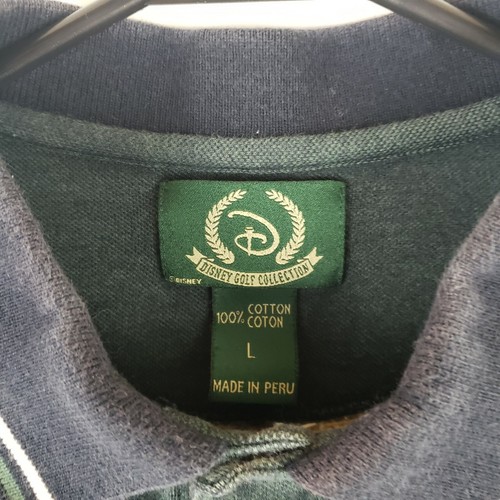 D
DISNEY GOLF COLLECTION
© DISNEY
100% COTTON
COTON
L
MADE IN PERU